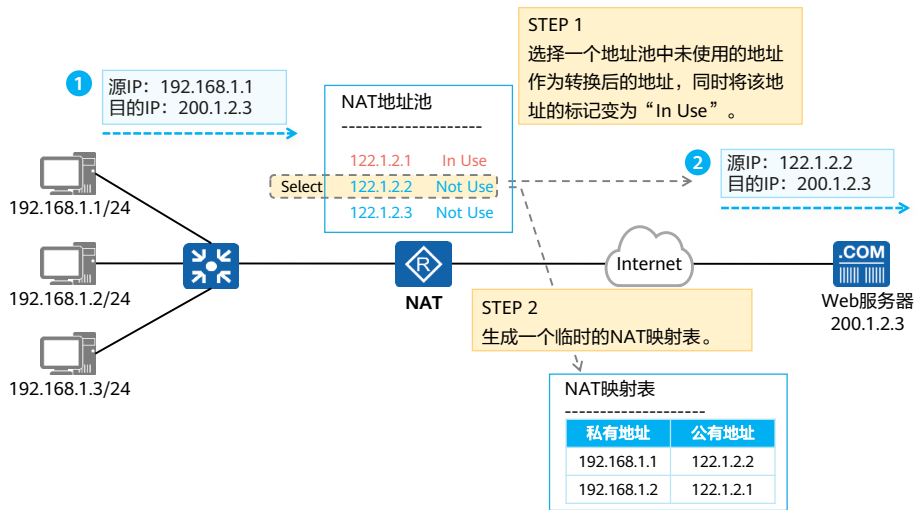 STEP 1
选择一个地址池中未使用的地址
作为转换后的地址，同时将该地
址的标记变为“In Use”。
1
源IP：192.168.1.1
目的IP：200.1.2.3
NAT地址池
----------------------
122.1.2.1 In Use
Select 122.1.2.2 Not Use
122.1.2.3 Not Use
2
源IP：122.1.2.2
目的IP：200.1.2.3
192.168.1.1/24
192.168.1.2/24
192.168.1.3/24
R
NAT
Internet
.COM
Web服务器
200.1.2.3
STEP 2
生成一个临时的NAT映射表。
NAT映射表
----------------------
私有地址 公有地址
192.168.1.1 122.1.2.2
192.168.1.2 122.1.2.1